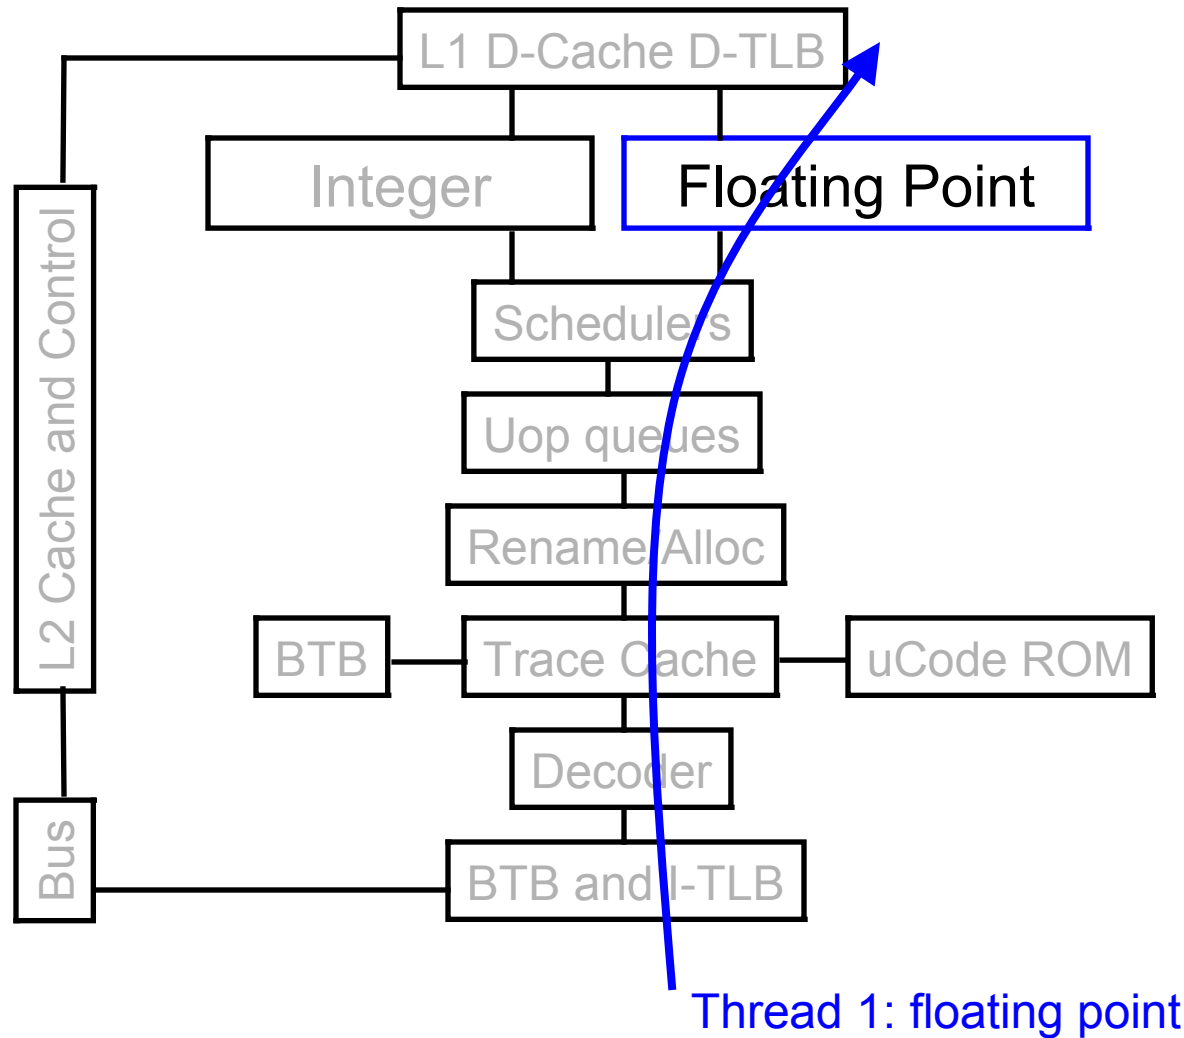 L1 D-Cache D-TLB
Integer
Floating Point
L2 Cache and Control
Schedulers
Uop queues
Rename/Alloc
BTB
Trace Cache
uCode ROM
Decoder
Bus
BTB and I-TLB
Thread 1: floating point